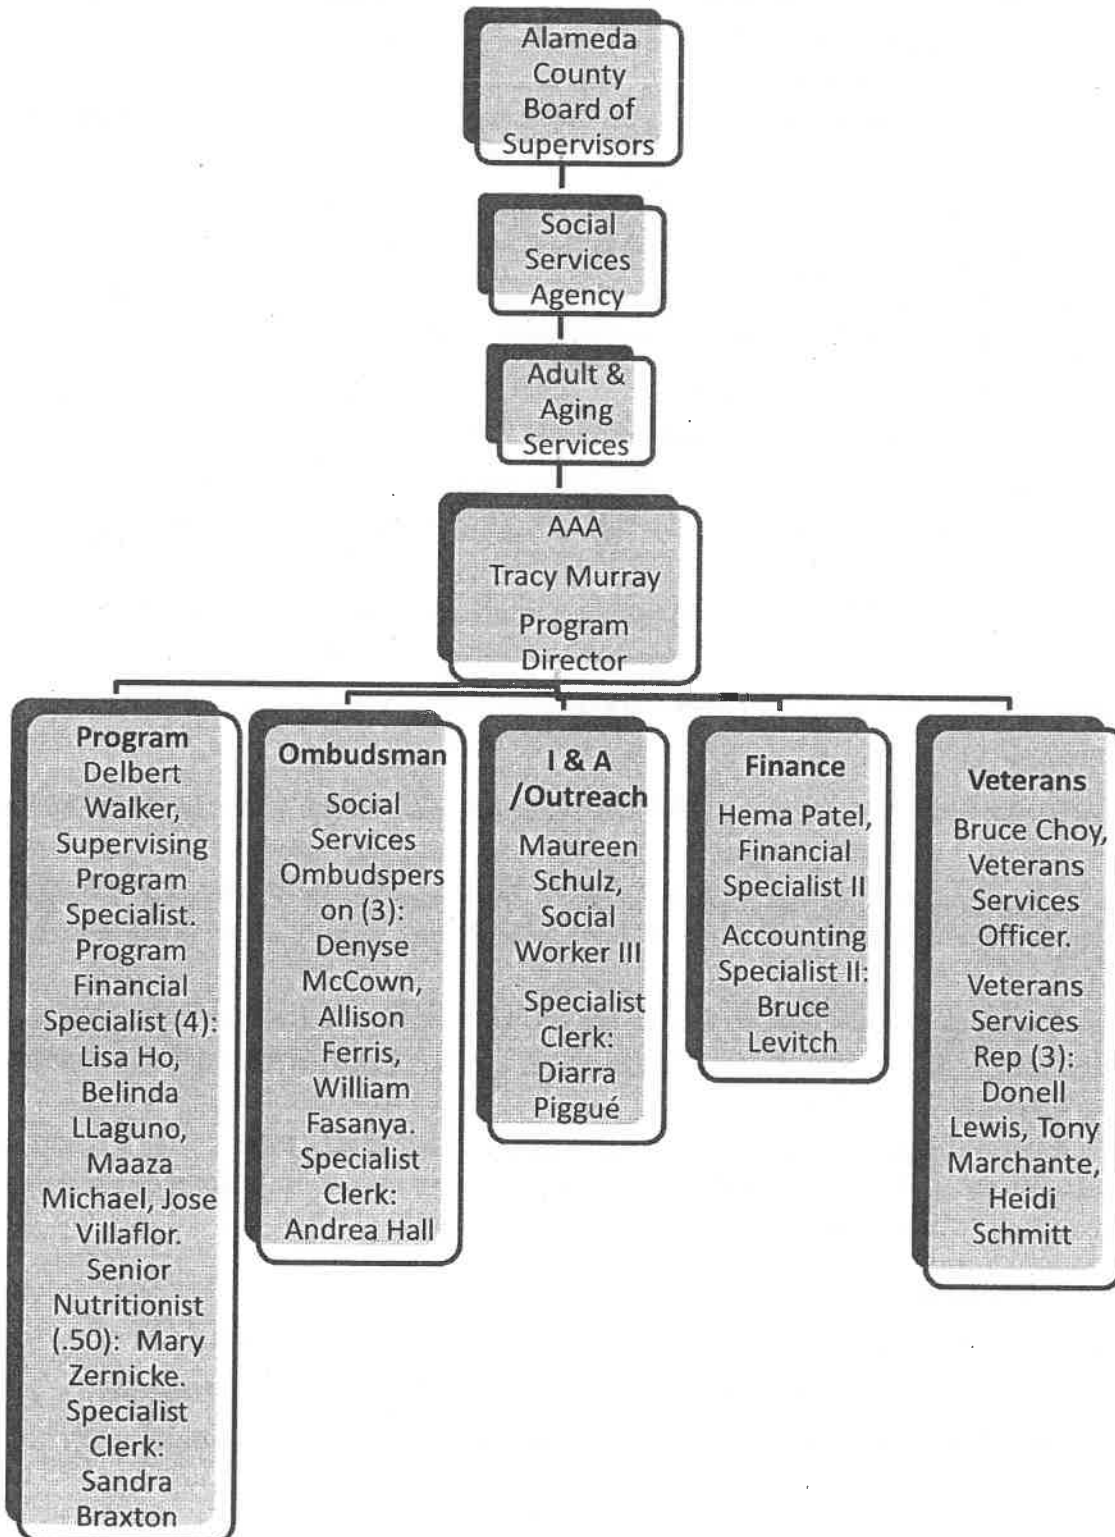 Alameda
County
Board of
Supervisors
Social
Services
Agency
Adult &
Aging
Services
AAA
Tracy Murray
Program
Director
Program
Delbert
Walker,
Supervising
Program
Specialist.
Program
Financial
Specialist (4):
Lisa Ho,
Belinda
LLaguno,
Maaza
Michael, Jose
Villaflor.
Senior
Nutritionist
(.50): Mary
Zernicke.
Specialist
Clerk:
Sandra
Braxton
Ombudsman
Social
Services
Ombudspers
on (3):
Denyse
McCown,
Allison
Ferris,
William
Fasanya.
Specialist
Clerk:
Andrea Hall
I & A
/Outreach
Maureen
Schulz,
Social
Worker III
Specialist
Clerk:
Diarra
Piggué
Finance
Hema Patel,
Financial
Specialist II
Accounting
Specialist II:
Bruce
Levitch
Veterans
Bruce Choy,
Veterans
Services
Officer.
Veterans
Services
Rep (3):
Donell
Lewis, Tony
Marchante,
Heidi
Schmitt